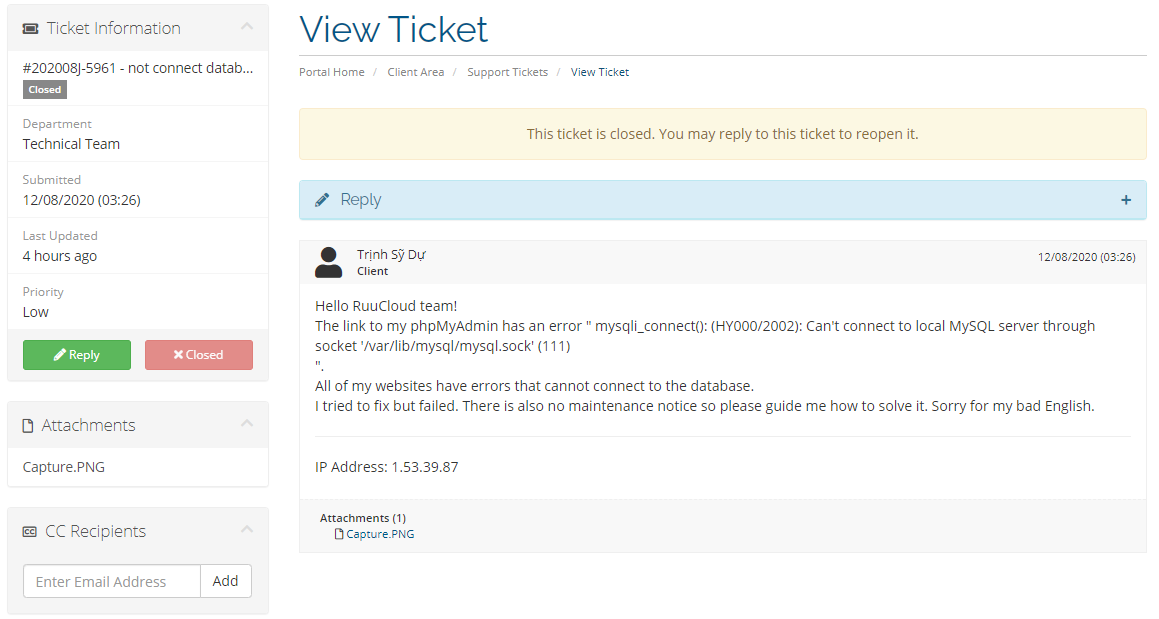 Ticket Information
#202008J-5961 - not connect datab...
Closed
Department
Technical Team
Submitted
12/08/2020 (03:26)
Last Updated
4 hours ago
Priority
Low
Reply
Closed
Attachments
Capture.PNG
CC Recipients
Enter Email Address
Add
View Ticket
Portal Home / Client Area / Support Tickets / View Ticket
This ticket is closed. You may reply to this ticket to reopen it.
Reply
Trịnh Sỹ Dự
Client
12/08/2020 (03:26)
Hello RuuCloud team!
The link to my phpMyAdmin has an error " mysqli_connect(): (HY000/2002): Can't connect to local MySQL server through
socket '/var/lib/mysql/mysql.sock' (111)
".
All of my websites have errors that cannot connect to the database.
I tried to fix but failed. There is also no maintenance notice so please guide me how to solve it. Sorry for my bad English.
IP Address: 1.53.39.87
Attachments (1)
Capture.PNG